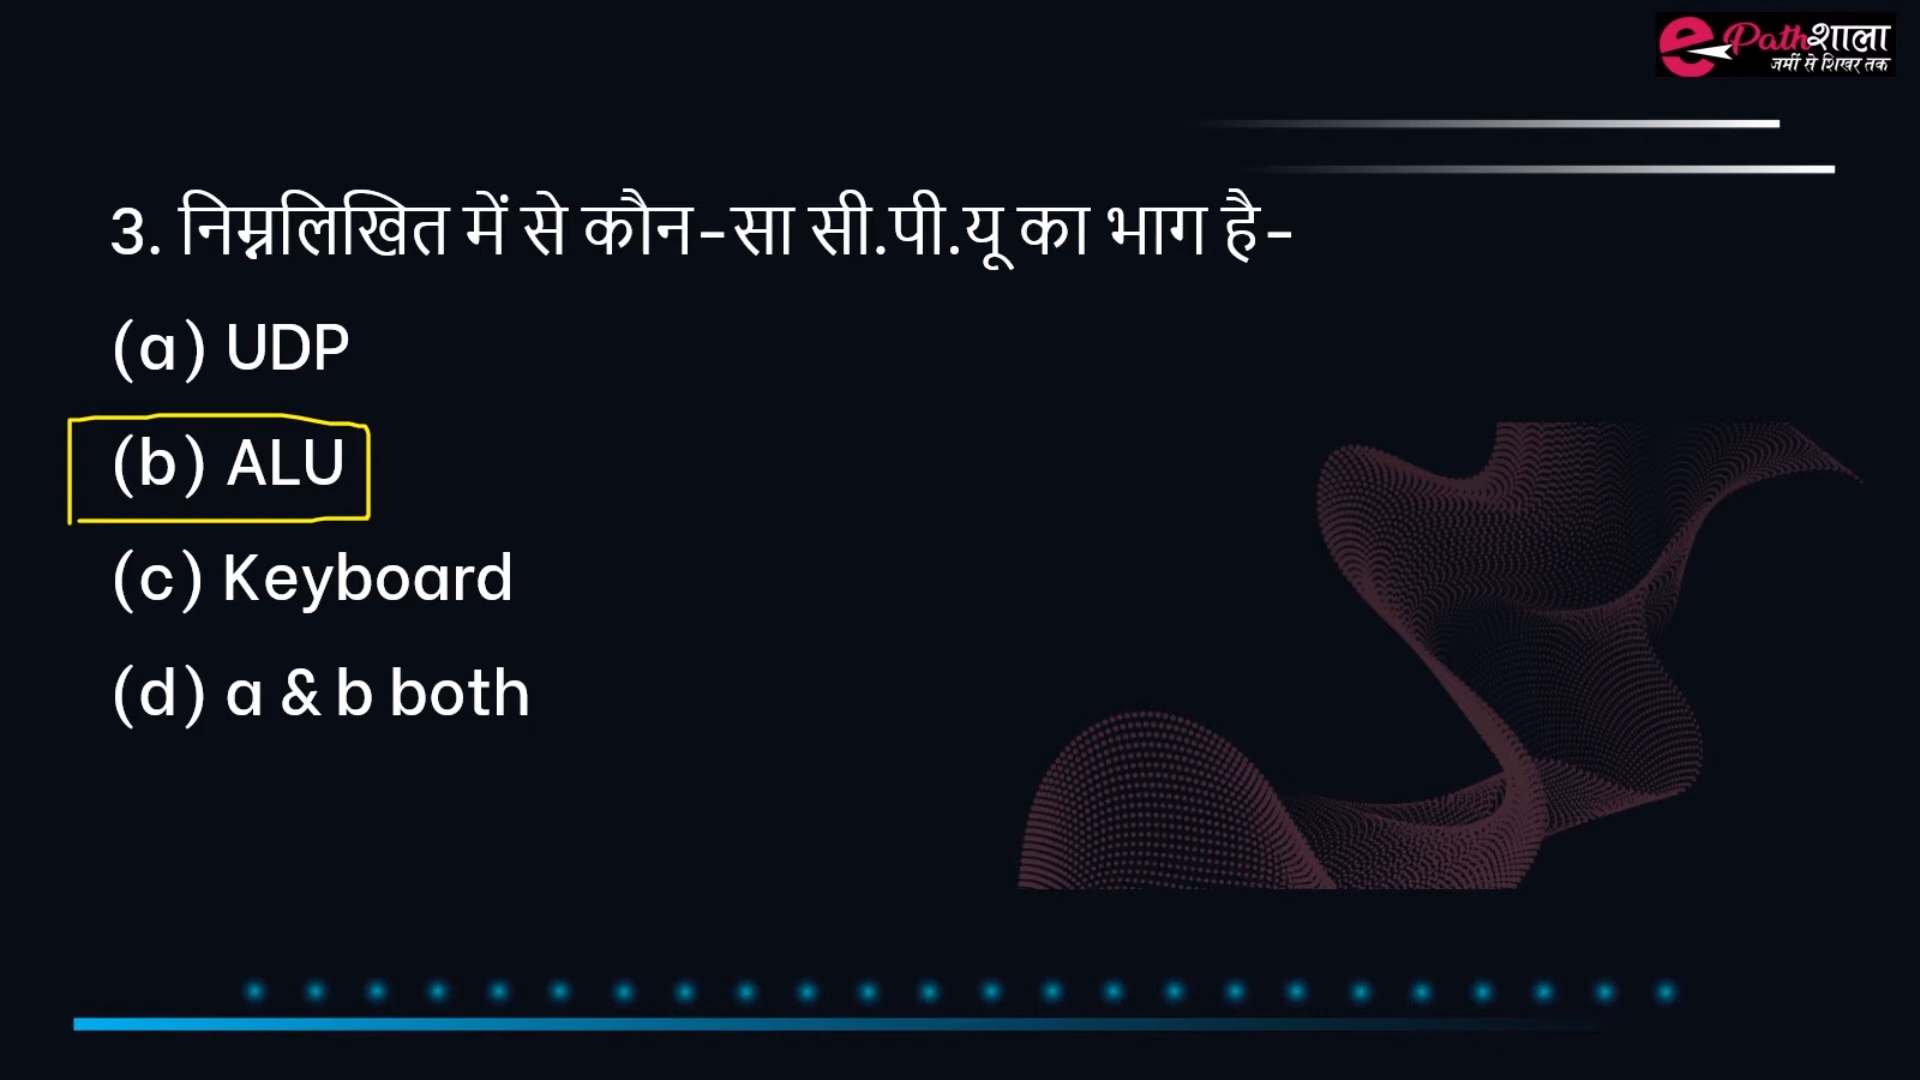 ePathशाला
जमीं से शिखर तक
3. निम्नलिखित में से कौन-सा सी.पी.यू का भाग है-
(a) UDP
(b) ALU
(c) Keyboard
(d) a & b both